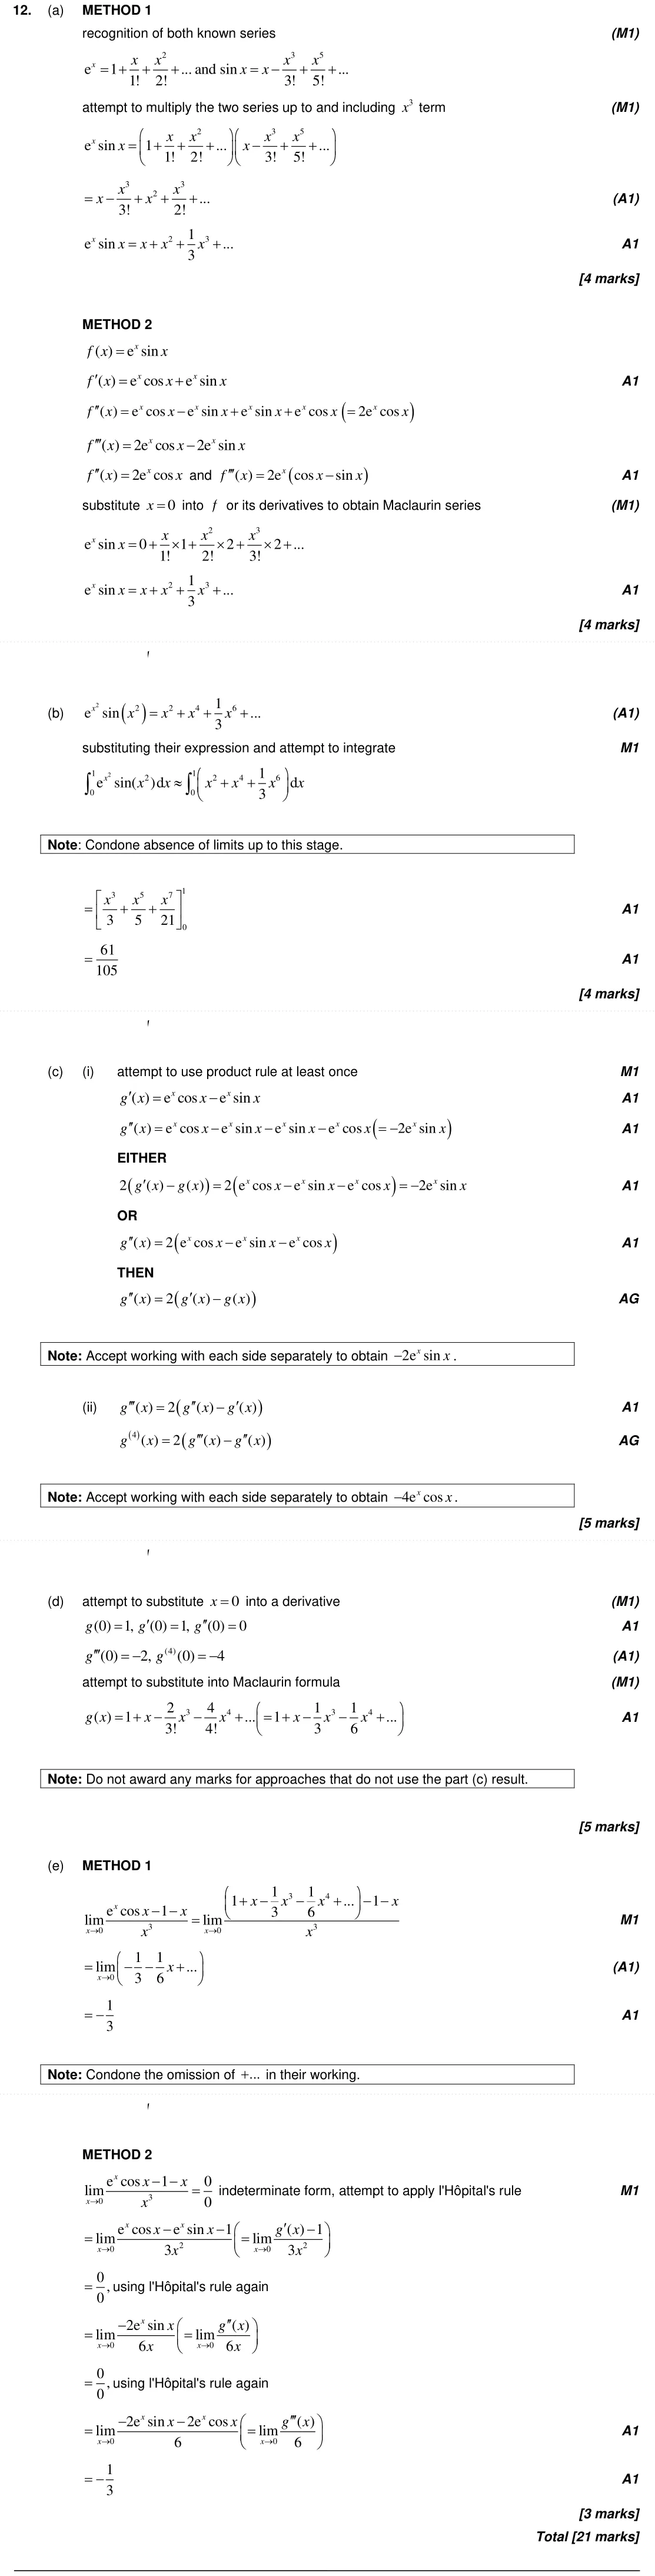 12. (a) METHOD 1
recognition of both known series (M1)
e^x = 1 + x/1! + x^2/2! + ... and sin x = x − x^3/3! + x^5/5! + ...
attempt to multiply the two series up to and including x^3 term (M1)
e^x sin x = (1 + x/1! + x^2/2! + ...)(x − x^3/3! + x^5/5! + ...)
= x − x^3/3! + x^2 + x^3/2! + ... (A1)
e^x sin x = x + x^2 + 1/3 x^3 + ... A1
[4 marks]
METHOD 2
f(x) = e^x sin x
f′(x) = e^x cos x + e^x sin x A1
f″(x) = e^x cos x − e^x sin x + e^x sin x + e^x cos x (= 2e^x cos x)
f‴(x) = 2e^x cos x − 2e^x sin x
f″(x) = 2e^x cos x and f‴(x) = 2e^x (cos x − sin x) A1
substitute x = 0 into f or its derivatives to obtain Maclaurin series (M1)
e^x sin x = 0 + x/1! × 1 + x^2/2! × 2 + x^3/3! × 2 + ...
e^x sin x = x + x^2 + 1/3 x^3 + ... A1
[4 marks]
(b) e^(x^2) sin(x^2) = x^2 + x^4 + 1/3 x^6 + ... (A1)
substituting their expression and attempt to integrate M1
∫_0^1 e^(x^2) sin(x^2) dx ≈ ∫_0^1 (x^2 + x^4 + 1/3 x^6) dx
Note: Condone absence of limits up to this stage.
= [x^3/3 + x^5/5 + x^7/21]_0^1 A1
= 61/105 A1
[4 marks]
(c) (i) attempt to use product rule at least once M1
g′(x) = e^x cos x − e^x sin x A1
g″(x) = e^x cos x − e^x sin x − e^x sin x − e^x cos x (= −2e^x sin x) A1
EITHER
2(g′(x) − g(x)) = 2(e^x cos x − e^x sin x − e^x cos x) = −2e^x sin x A1
OR
g″(x) = 2(e^x cos x − e^x sin x − e^x cos x) A1
THEN
g″(x) = 2(g′(x) − g(x)) AG
Note: Accept working with each side separately to obtain −2e^x sin x.
(ii) g‴(x) = 2(g″(x) − g′(x)) A1
g^(4)(x) = 2(g‴(x) − g″(x)) AG
Note: Accept working with each side separately to obtain −4e^x cos x.
[5 marks]
(d) attempt to substitute x = 0 into a derivative (M1)
g(0) = 1, g′(0) = 1, g″(0) = 0 A1
g‴(0) = −2, g^(4)(0) = −4 (A1)
attempt to substitute into Maclaurin formula (M1)
g(x) = 1 + x − 2/3! x^3 − 4/4! x^4 + ... (= 1 + x − 1/3 x^3 − 1/6 x^4 + ...) A1
Note: Do not award any marks for approaches that do not use the part (c) result.
[5 marks]
(e) METHOD 1
lim_(x→0) (e^x cos x − 1 − x)/x^3 = lim_(x→0) ((1 + x − 1/3 x^3 − 1/6 x^4 + ...) − 1 − x)/x^3 M1
= lim_(x→0) (−1/3 − 1/6 x + ...) (A1)
= −1/3 A1
Note: Condone the omission of +... in their working.
METHOD 2
lim_(x→0) (e^x cos x − 1 − x)/x^3 = 0/0 indeterminate form, attempt to apply l'Hôpital's rule M1
= lim_(x→0) (e^x cos x − e^x sin x − 1)/3x^2 (= lim_(x→0) (g′(x) − 1)/3x^2)
= 0/0, using l'Hôpital's rule again
= lim_(x→0) (−2e^x sin x)/6x (= lim_(x→0) g″(x)/6x)
= 0/0, using l'Hôpital's rule again
= lim_(x→0) (−2e^x sin x − 2e^x cos x)/6 (= lim_(x→0) g‴(x)/6) A1
= −1/3 A1
[3 marks]
Total [21 marks]